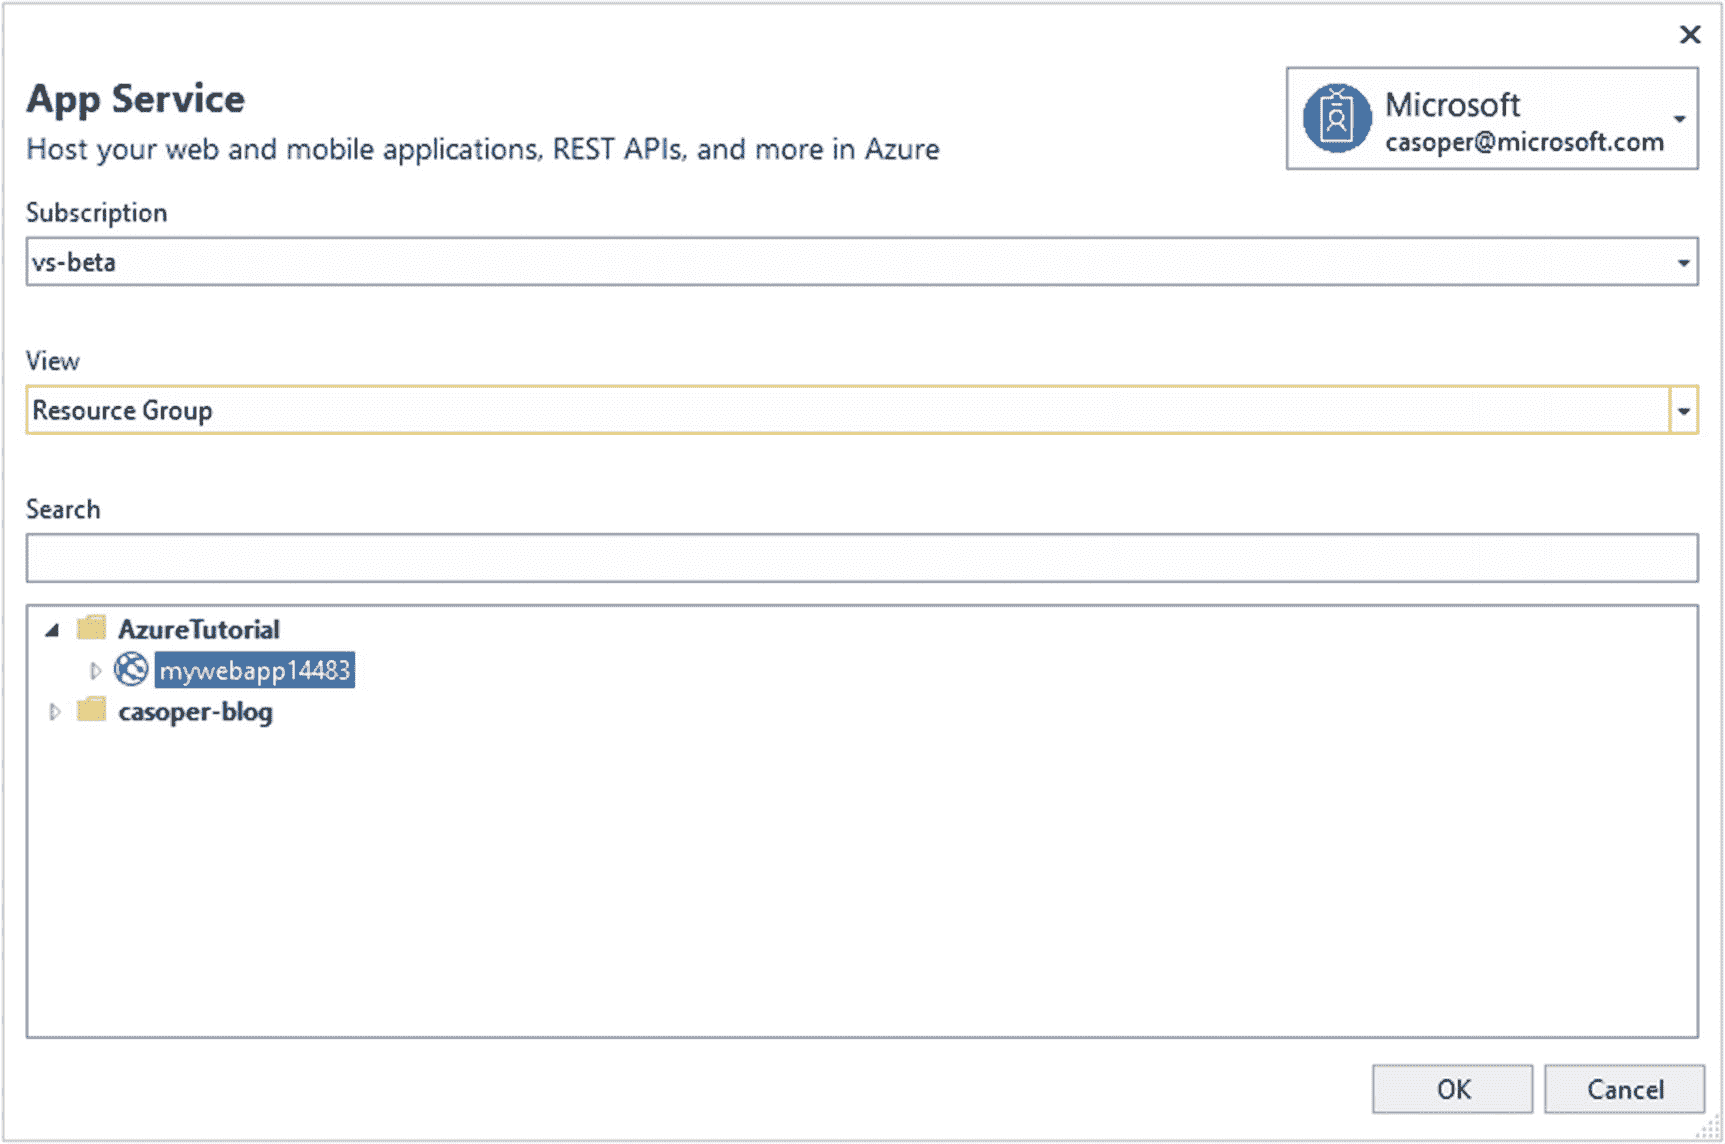 App Service
Host your web and mobile applications, REST APIs, and more in Azure
Microsoft
casoper@microsoft.com
Subscription
vs-beta
View
Resource Group
Search
AzureTutorial
mywebapp14483
casoper-blog
OK
Cancel